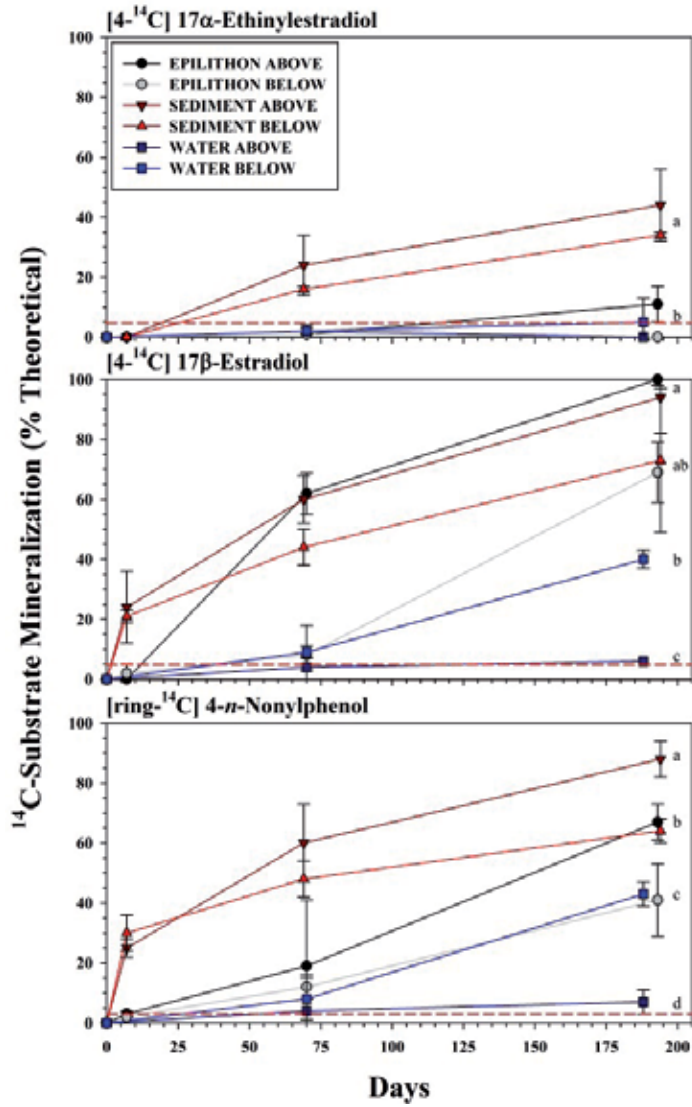 [4-¹⁴C] 17α-Ethinylestradiol
100
80
60
40
20
0
EPILITHON ABOVE
EPILITHON BELOW
SEDIMENT ABOVE
SEDIMENT BELOW
WATER ABOVE
WATER BELOW
a
b
[4-¹⁴C] 17β-Estradiol
100
80
60
40
20
0
a
ab
b
c
[ring-¹⁴C] 4-n-Nonylphenol
100
80
60
40
20
0
a
b
c
d
0 25 50 75 100 125 150 175 200
Days
¹⁴C-Substrate Mineralization (% Theoretical)